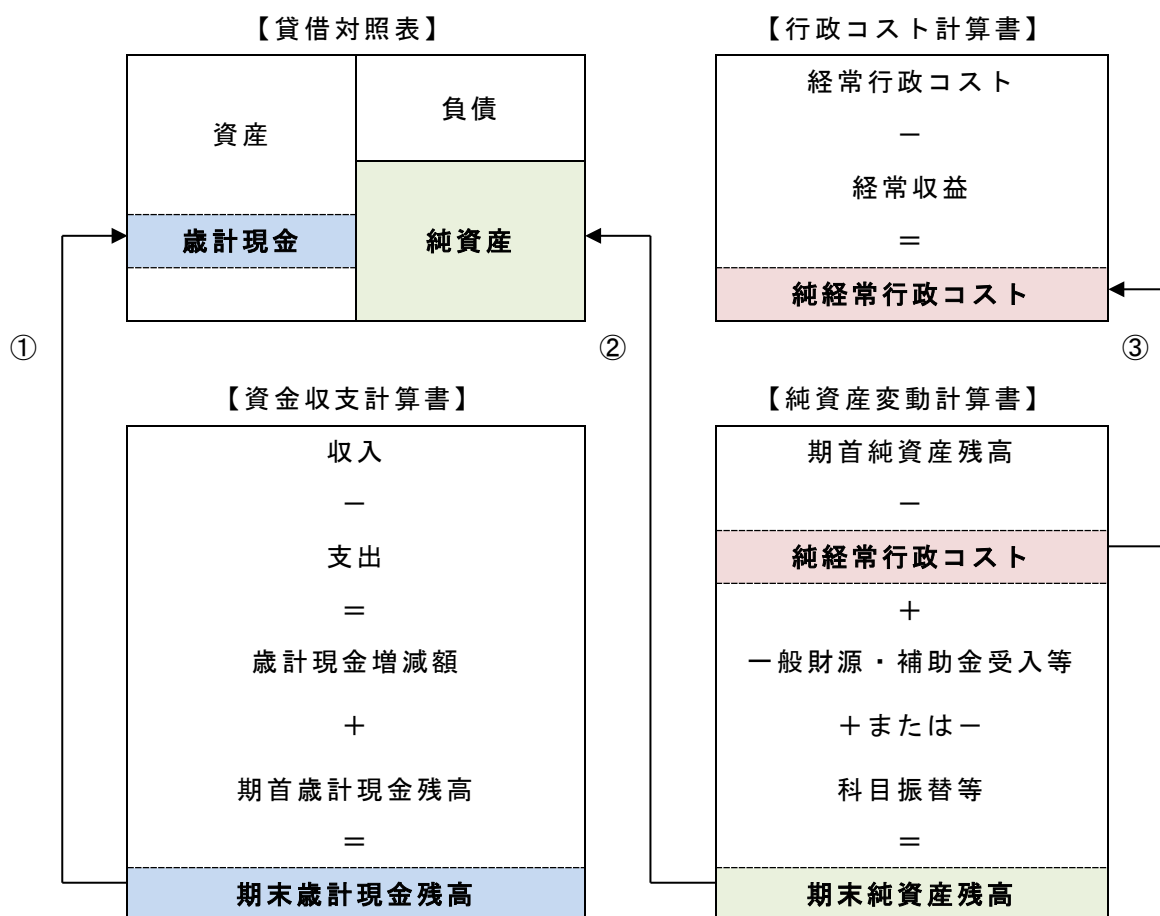 【貸借対照表】
資産
歳計現金
負債
純資産
【行政コスト計算書】
経常行政コスト
－
経常収益
＝
純経常行政コスト
①
②
③
【資金収支計算書】
収入
－
支出
＝
歳計現金増減額
＋
期首歳計現金残高
＝
期末歳計現金残高
【純資産変動計算書】
期首純資産残高
－
純経常行政コスト
＋
一般財源・補助金受入等
＋または－
科目振替等
＝
期末純資産残高